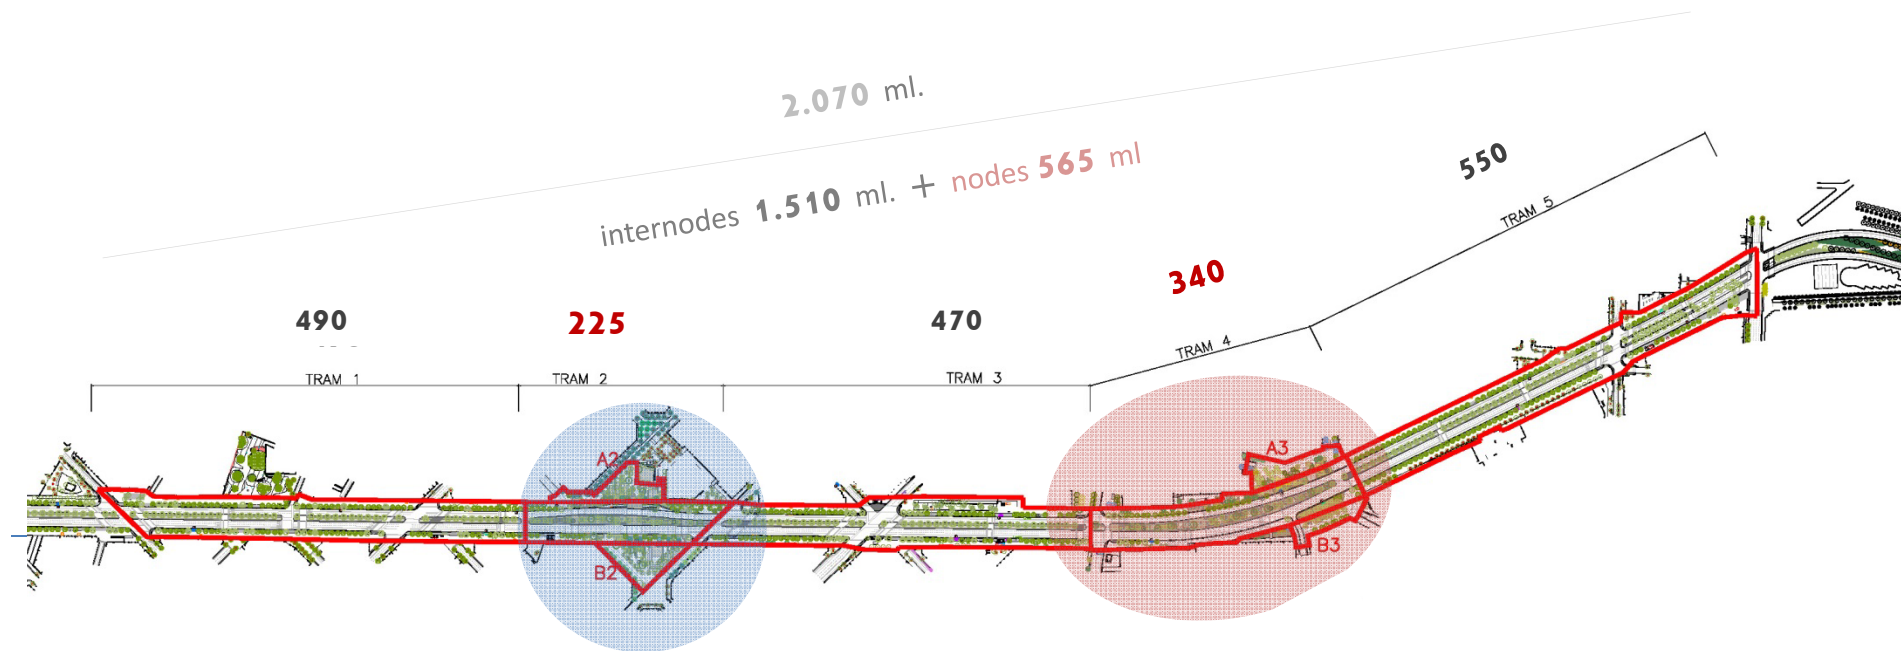 2.070 ml.
internodes 1.510 ml. + nodes 565 ml
550
TRAM 5
340
TRAM 4
490
225
470
TRAM 1
TRAM 2
TRAM 3
A2
B2
A3
B3